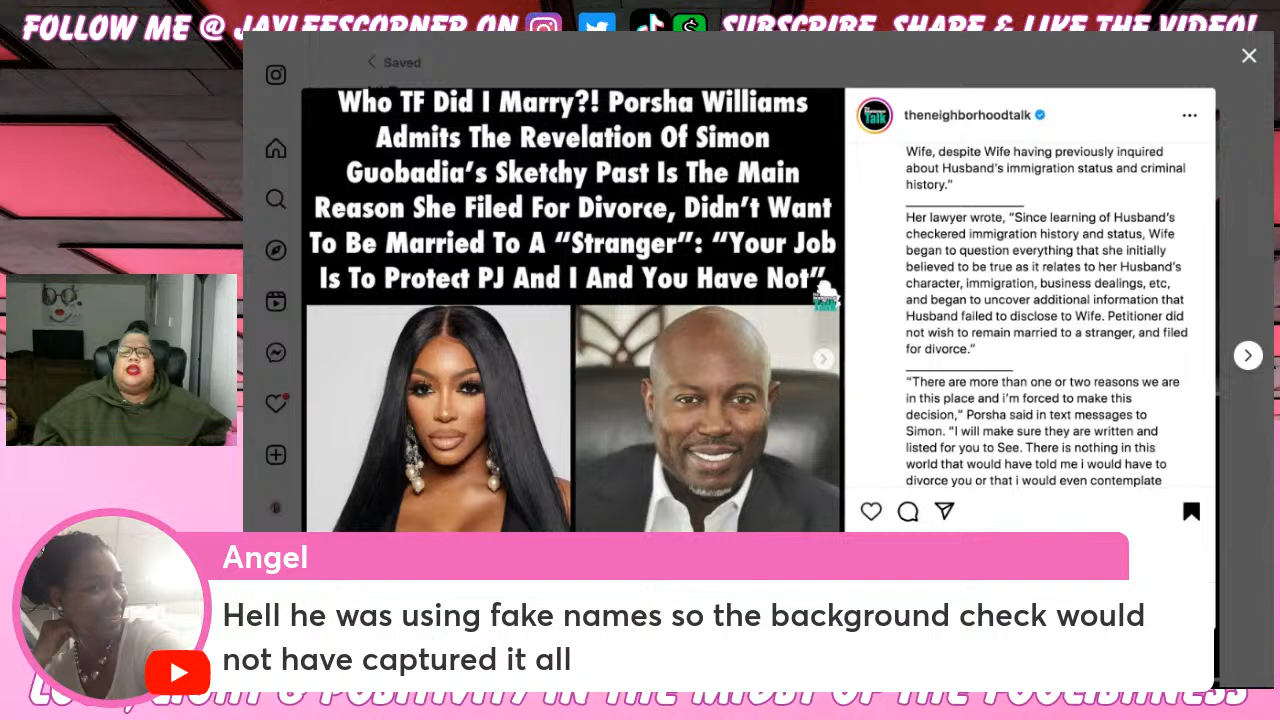 FOLLOW ME @ JAYLEESCORNER ON
SUBSCRIBE, SHARE & LIKE THE VIDEO!
Saved
Who TF Did I Marry?! Porsha Williams
Admits The Revelation Of Simon
Guobadia's Sketchy Past Is The Main
Reason She Filed For Divorce, Didn't Want
To Be Married To A “Stranger”: “Your Job
Is To Protect PJ And I And You Have Not”
theneighborhoodtalk
Wife, despite Wife having previously inquired
about Husband's immigration status and criminal
history.”
Her lawyer wrote, “Since learning of Husband's
checkered immigration history and status, Wife
began to question everything that she initially
believed to be true as it relates to her Husband's
character, immigration, business dealings, etc,
and began to uncover additional information that
Husband failed to disclose to Wife. Petitioner did
not wish to remain married to a stranger, and filed
for divorce.”
“There are more than one or two reasons we are
in this place and i'm forced to make this
decision,” Porsha said in text messages to
Simon. “I will make sure they are written and
listed for you to See. There is nothing in this
world that would have told me i would have to
divorce you or that i would even contemplate
Angel
Hell he was using fake names so the background check would
not have captured it all
& POSITIVITY IN THE MIDST OF THE FOOLISHNESS